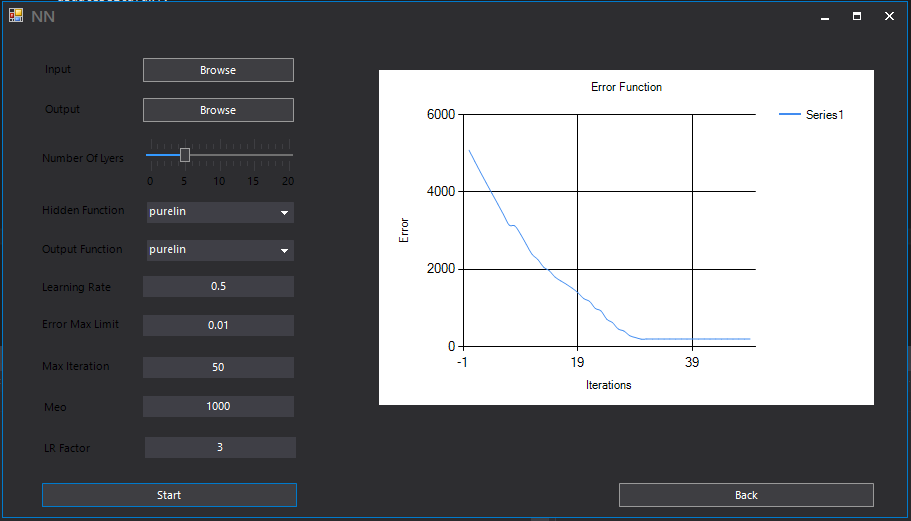 NN
Input Browse
Output Browse
Number Of Lyers
0 5 10 15 20
Hidden Function purelin
Output Function purelin
Learning Rate 0.5
Error Max Limit 0.01
Max Iteration 50
Meo 1000
LR Factor 3
Start
Error Function
Series1
6000
4000
2000
0
Error
-1 19 39
Iterations
Back